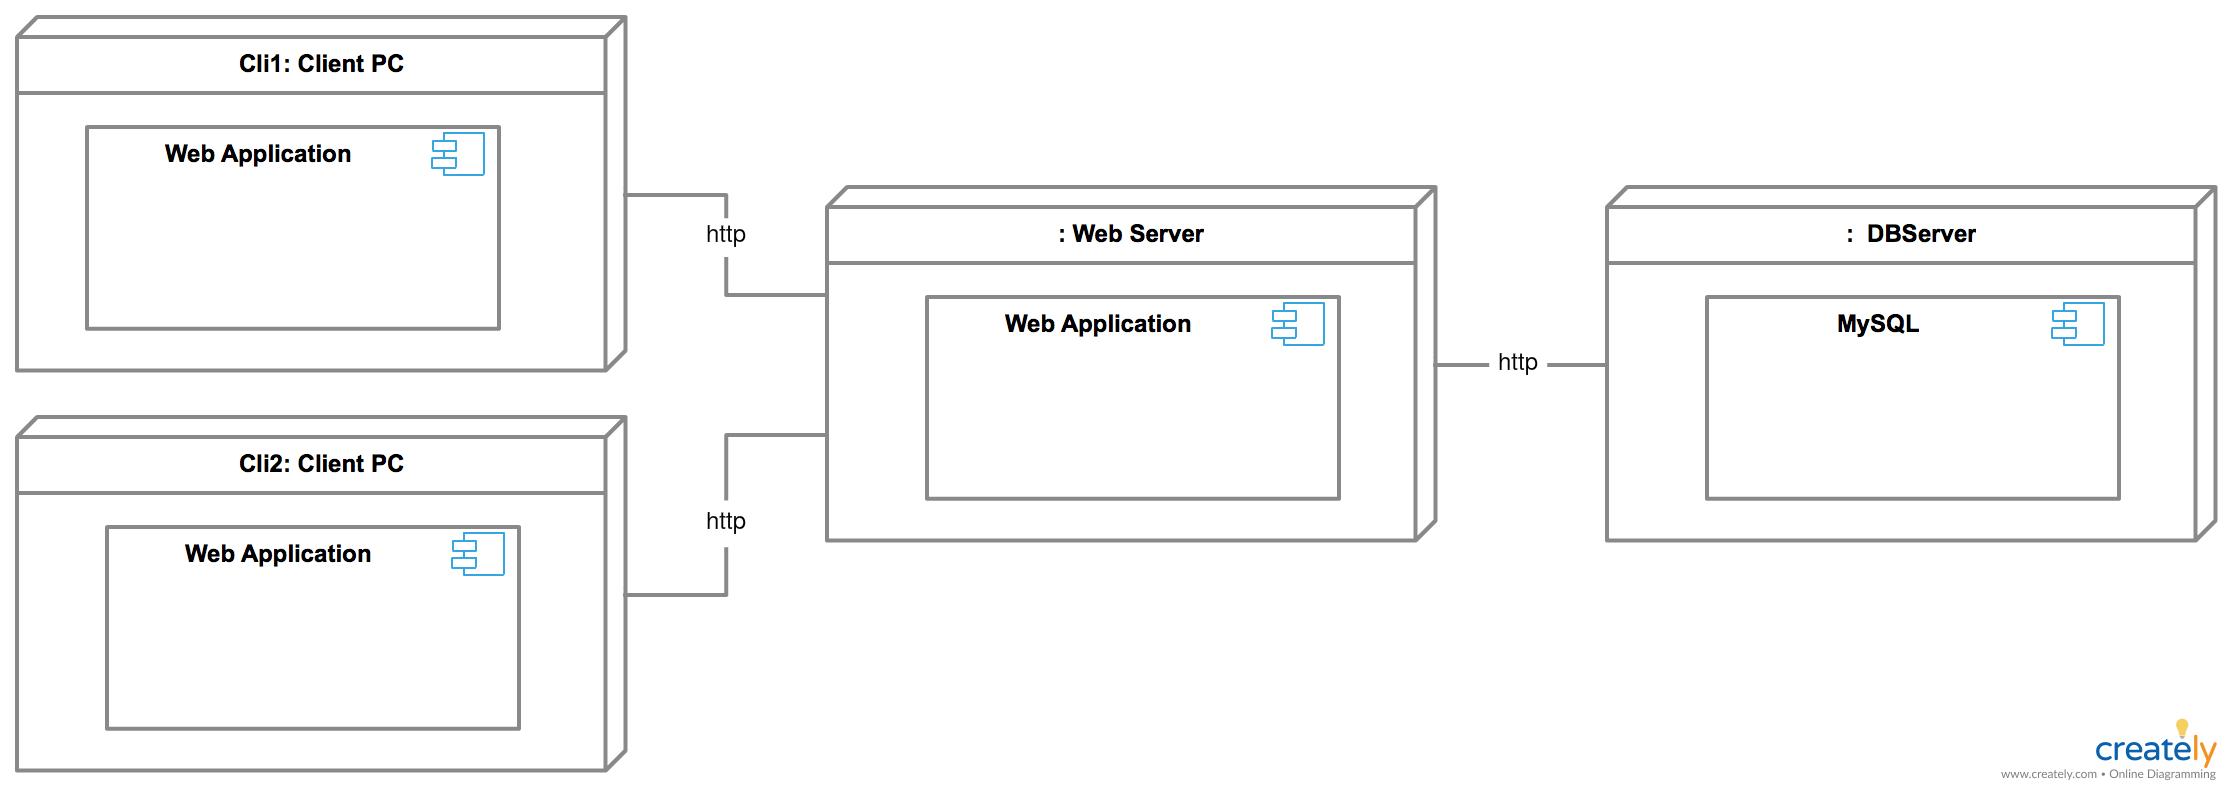 Cli1: Client PC
Web Application
http
Cli2: Client PC
Web Application
http
: Web Server
Web Application
http
:  DBServer
MySQL
creately
www.creately.com • Online Diagramming